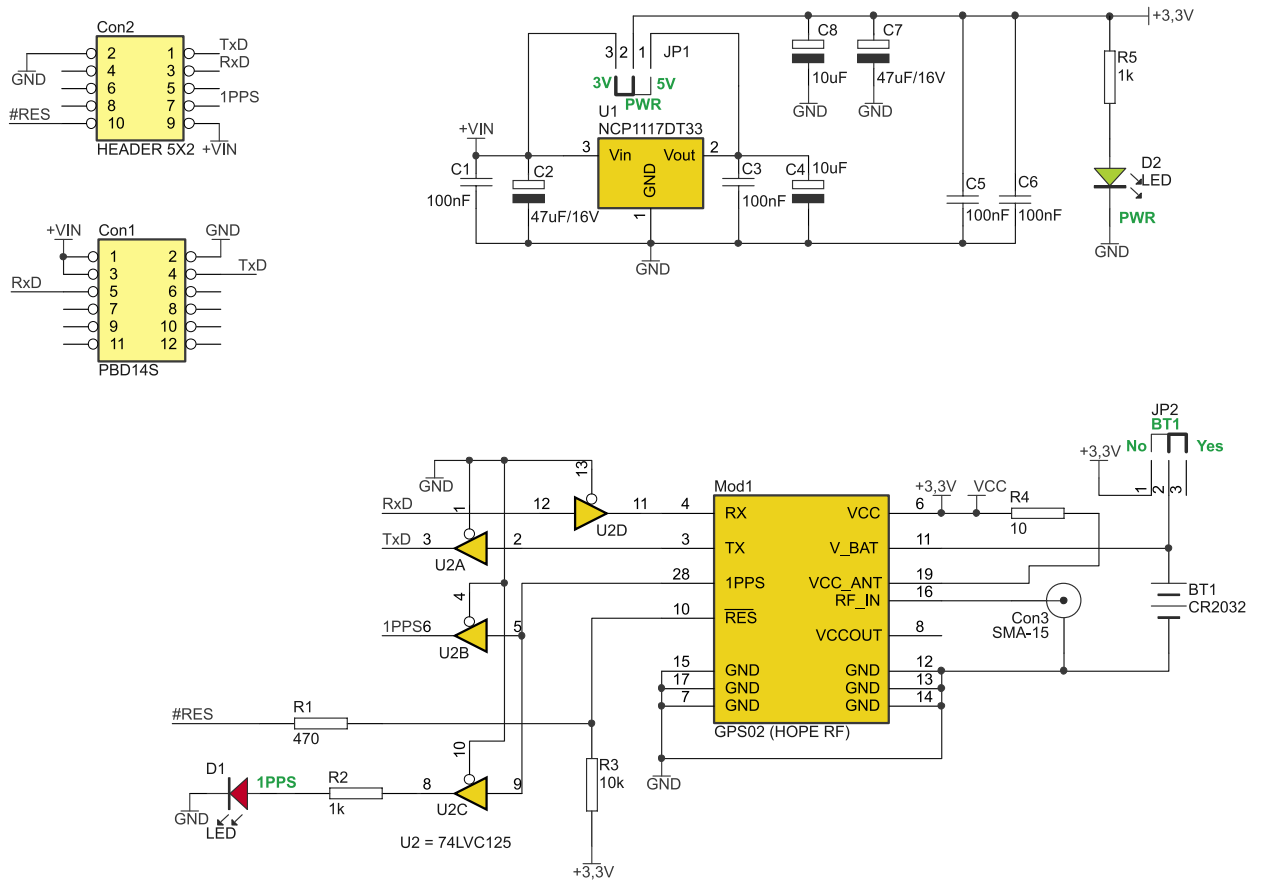 Con2
2 1 TxD
GND 4 3 RxD
6 5
8 7 1PPS
#RES 10 9
HEADER 5X2 +VIN
+VIN Con1 GND
1 2
3 4 TxD
RxD 5 6
7 8
9 10
11 12
PBD14S
+3,3V
3 2 1 JP1
3V 5V
PWR
U1
NCP1117DT33
+VIN
3 Vin Vout 2
GND
1
C1
100nF
C2
47uF/16V
C3
100nF
C4
10uF
GND
C8
10uF
GND
C7
47uF/16V
GND
C5
100nF
C6
100nF
R5
1k
D2
LED
PWR
GND
JP2
BT1
No Yes
+3,3V
1 2 3
GND
13
RxD 12 11 4
U2D
1
TxD 3 2 3
U2A
4
1PPS 6 5 28
U2B
10
#RES R1
470
10
D1 1PPS R2 8 9
GND LED 1k U2C
U2 = 74LVC125
R3
10k
+3,3V
Mod1
RX VCC 6
TX V_BAT 11
1PPS VCC_ANT 19
RF_IN 16
RES
VCCOUT 8
15 GND GND 12
17 GND GND 13
7 GND GND 14
GPS02 (HOPE RF)
GND
+3,3V VCC
R4
10
Con3
SMA-15
BT1
CR2032